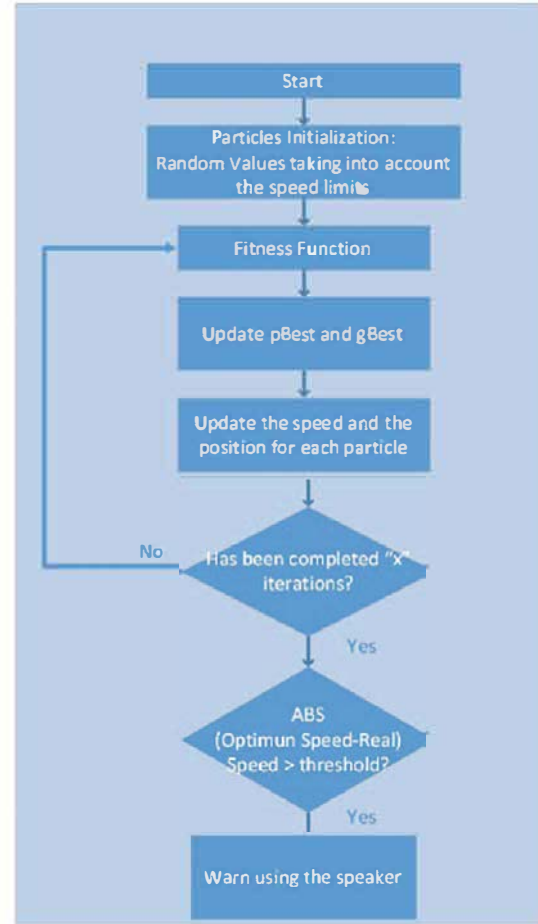 Start
Particles Initialization:
Random Values taking into account
the speed limits
Fitness Function
Update pBest and gBest
Update the speed and the
position for each particle
No
Has been completed "x"
iterations?
Yes
ABS
(Optimun Speed-Real)
Speed > threshold?
Yes
Warn using the speaker